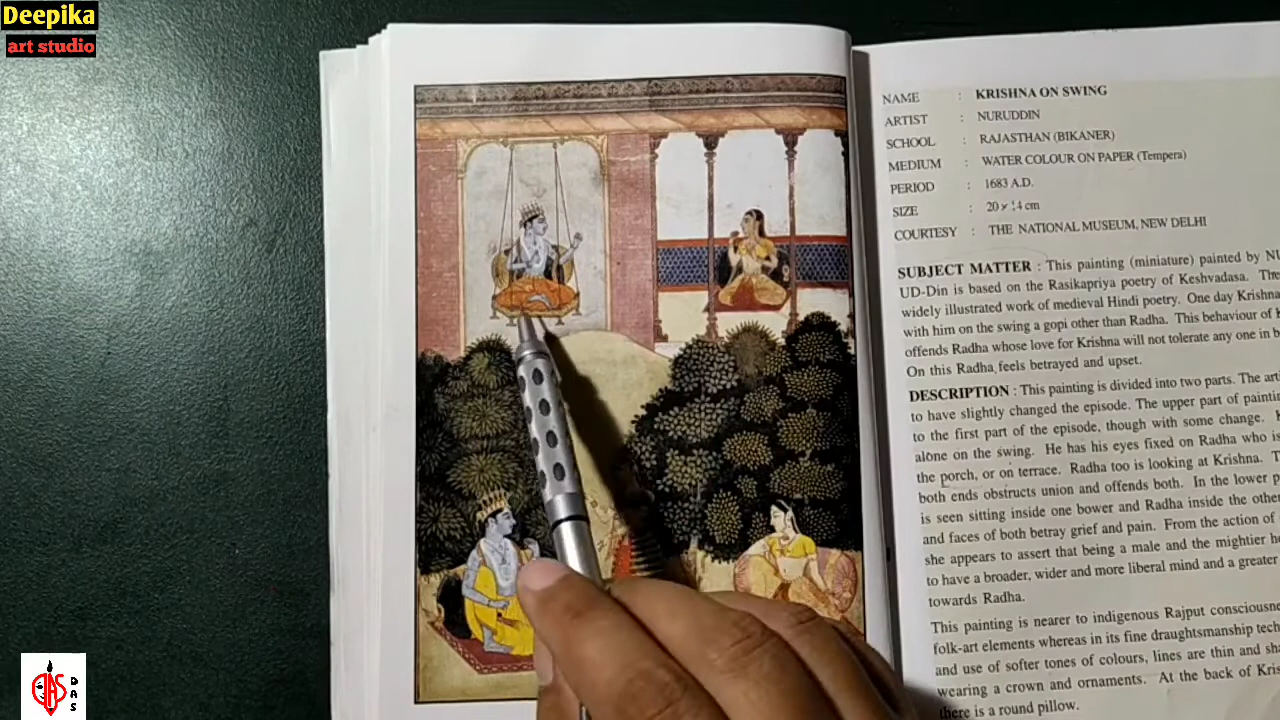 Deepika
art studio
NAME : KRISHNA ON SWING
ARTIST : NURUDDIN
SCHOOL : RAJASTHAN (BIKANER)
MEDIUM : WATER COLOUR ON PAPER (Tempera)
PERIOD : 1683 A.D.
SIZE : 20 × 14 cm
COURTESY : THE NATIONAL MUSEUM, NEW DELHI
SUBJECT MATTER : This painting (miniature) painted by
UD-Din is based on the Rasikapriya poetry of Keshvadasa.
widely illustrated work of medieval Hindi poetry. One day Krishna
with him on the swing a gopi other than Radha. This behaviour of
offends Radha whose love for Krishna will not tolerate any one in
On this Radha feels betrayed and upset.
DESCRIPTION : This painting is divided into two parts. The
to have slightly changed the episode. The upper part of
to the first part of the episode, though with some change.
alone on the swing. He has his eyes fixed on Radha who is
the porch, or on terrace. Radha too is looking at Krishna.
both ends obstructs union and offends both. In the lower
is seen sitting inside one bower and Radha inside the
and faces of both betray grief and pain. From the action of
she appears to assert that being a male and the mightier
to have a broader, wider and more liberal mind and a greater
towards Radha.
This painting is nearer to indigenous Rajput
folk-art elements whereas in its fine draughtsmanship
and use of softer tones of colours, lines are thin and
wearing a crown and ornaments. At the back of
there is a round pillow.
DAS
DAS